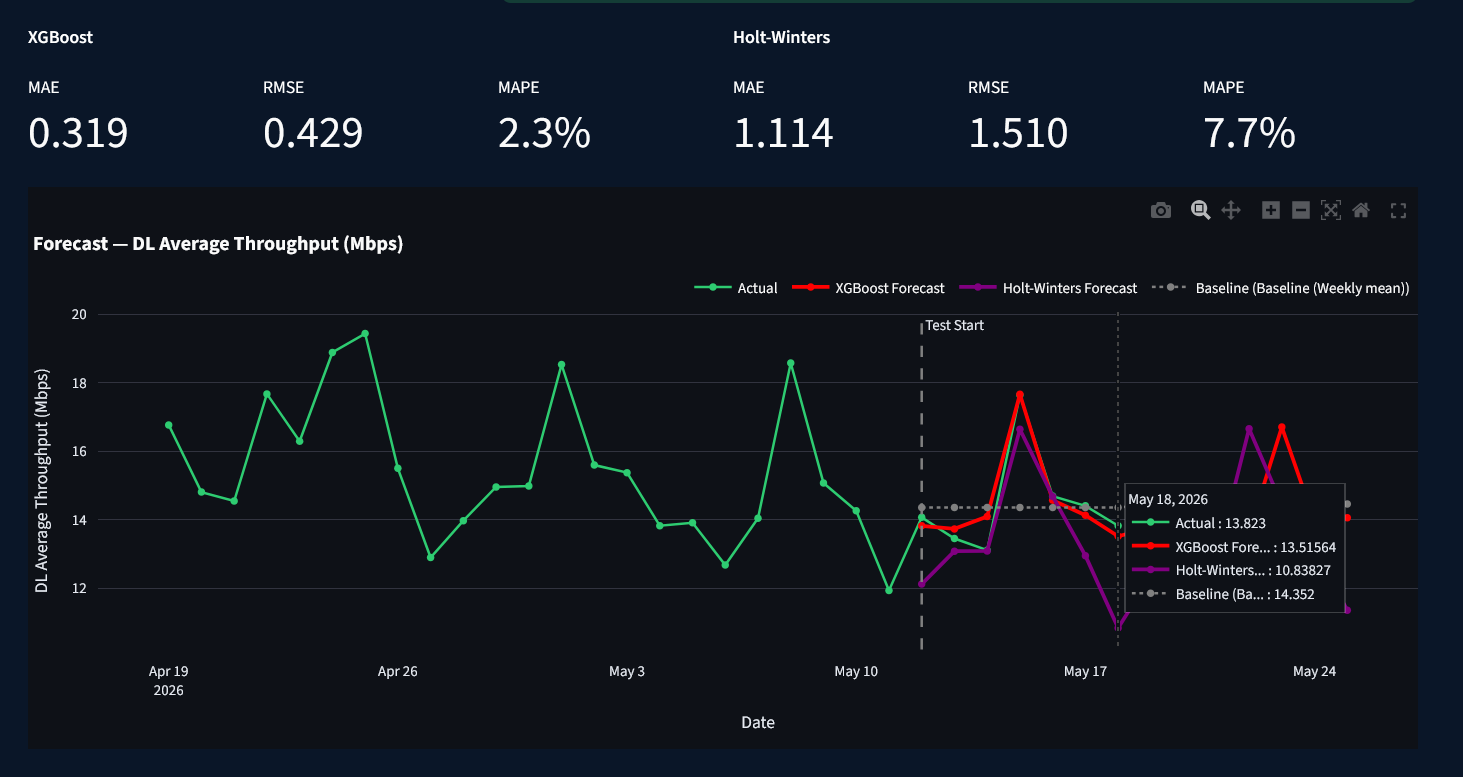 XGBoost
Holt-Winters
MAE
RMSE
MAPE
MAE
RMSE
MAPE
0.319
0.429
2.3%
1.114
1.510
7.7%
Forecast — DL Average Throughput (Mbps)
Actual
XGBoost Forecast
Holt-Winters Forecast
Baseline (Baseline (Weekly mean))
20
18
16
14
12
DL Average Throughput (Mbps)
Test Start
May 18, 2026
Actual : 13.823
XGBoost Fore... : 13.51564
Holt-Winters... : 10.83827
Baseline (Ba... : 14.352
Apr 19
2026
Apr 26
May 3
May 10
May 17
May 24
Date